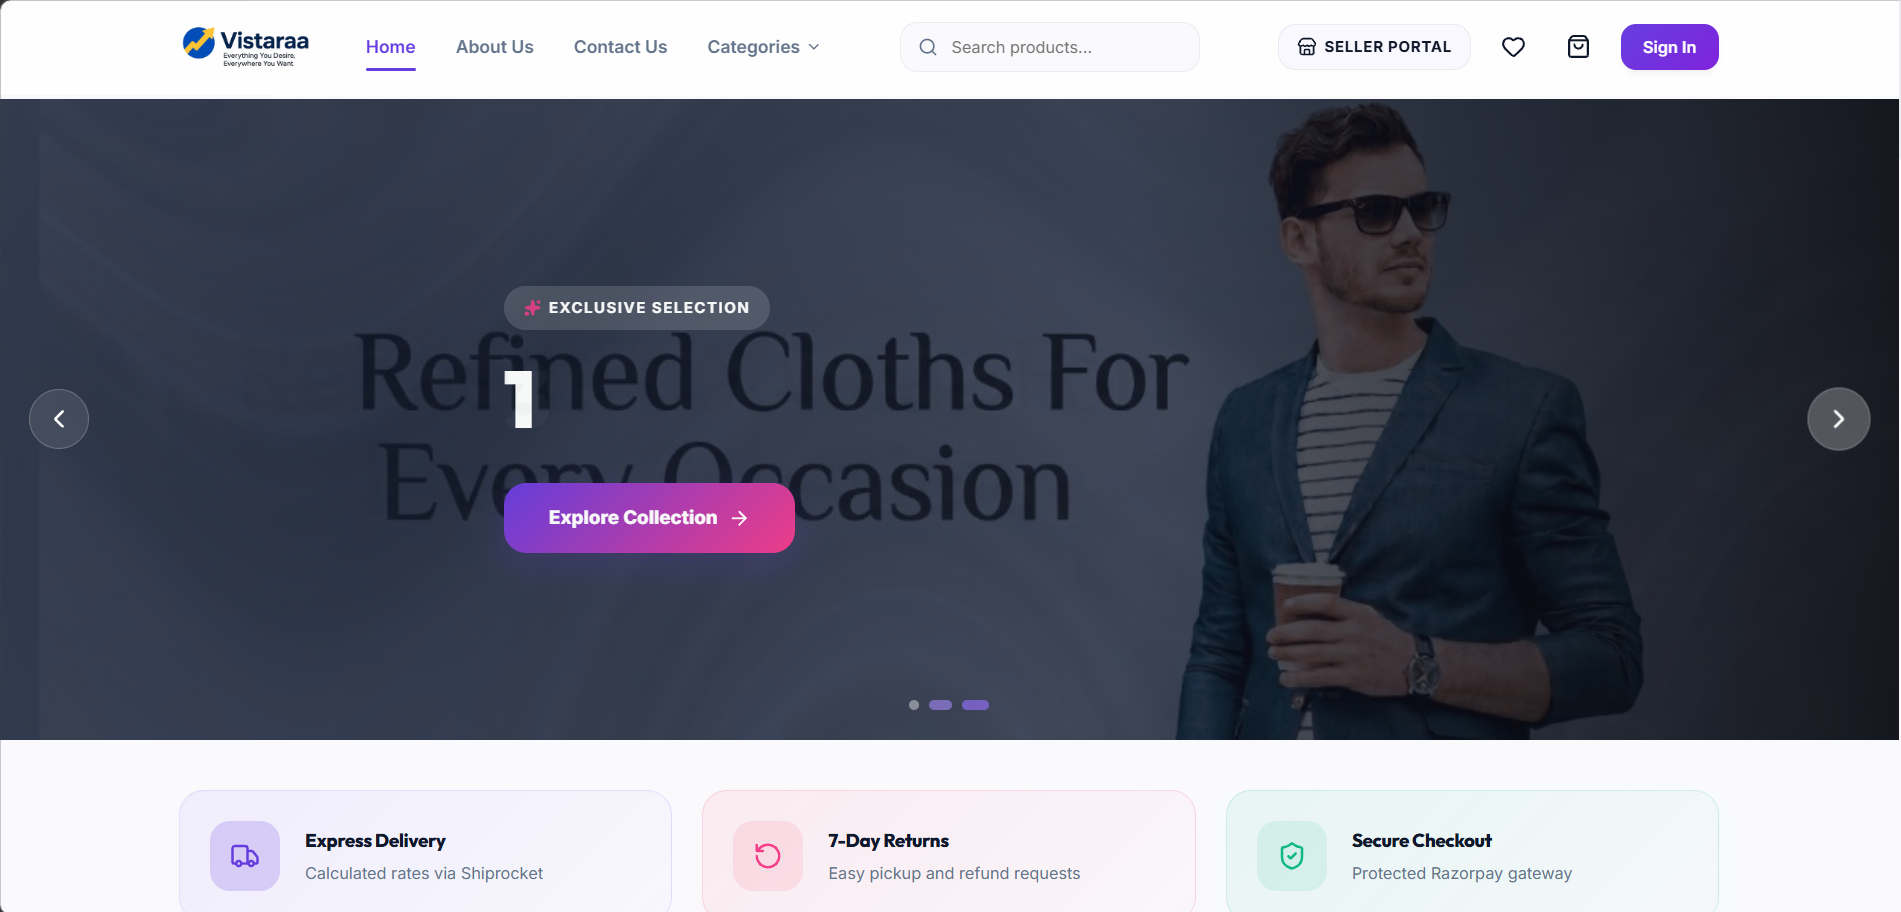 Vistaraa
Everything You Desire,
Everywhere You Want
Home
About Us
Contact Us
Categories
Search products...
SELLER PORTAL
Sign In
EXCLUSIVE SELECTION
Refined Cloths For
1
Every Occasion
Explore Collection
Express Delivery
Calculated rates via Shiprocket
7-Day Returns
Easy pickup and refund requests
Secure Checkout
Protected Razorpay gateway